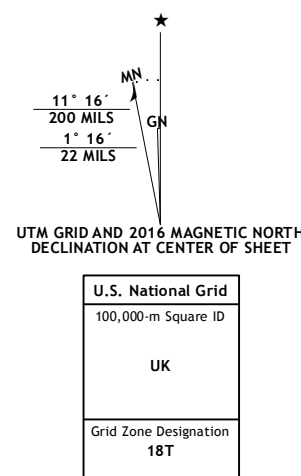 MN
GN
11° 16´
200 MILS
1° 16´
22 MILS
UTM GRID AND 2016 MAGNETIC NORTH
DECLINATION AT CENTER OF SHEET
U.S. National Grid
100,000-m Square ID
UK
Grid Zone Designation
18T